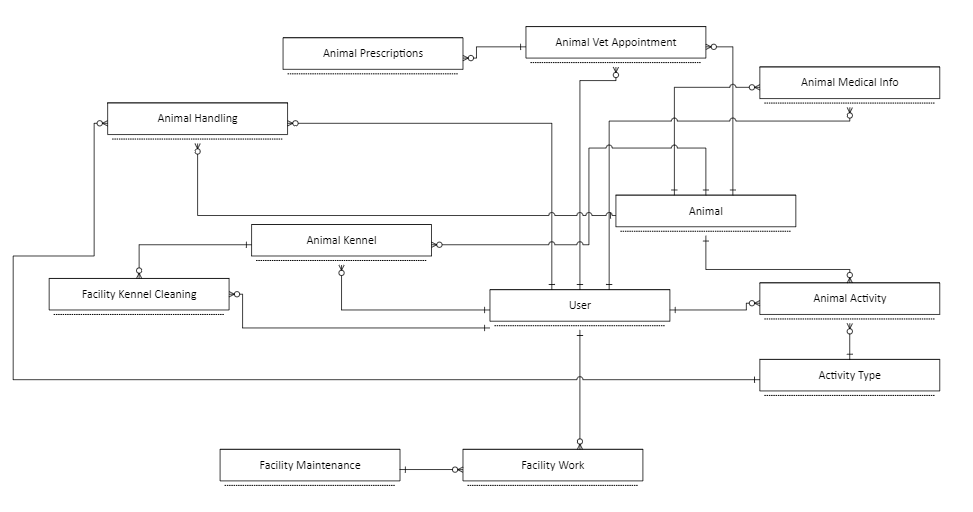 Animal Vet Appointment
Animal Prescriptions
Animal Medical Info
Animal Handling
Animal
Animal Kennel
Facility Kennel Cleaning
User
Animal Activity
Activity Type
Facility Maintenance
Facility Work